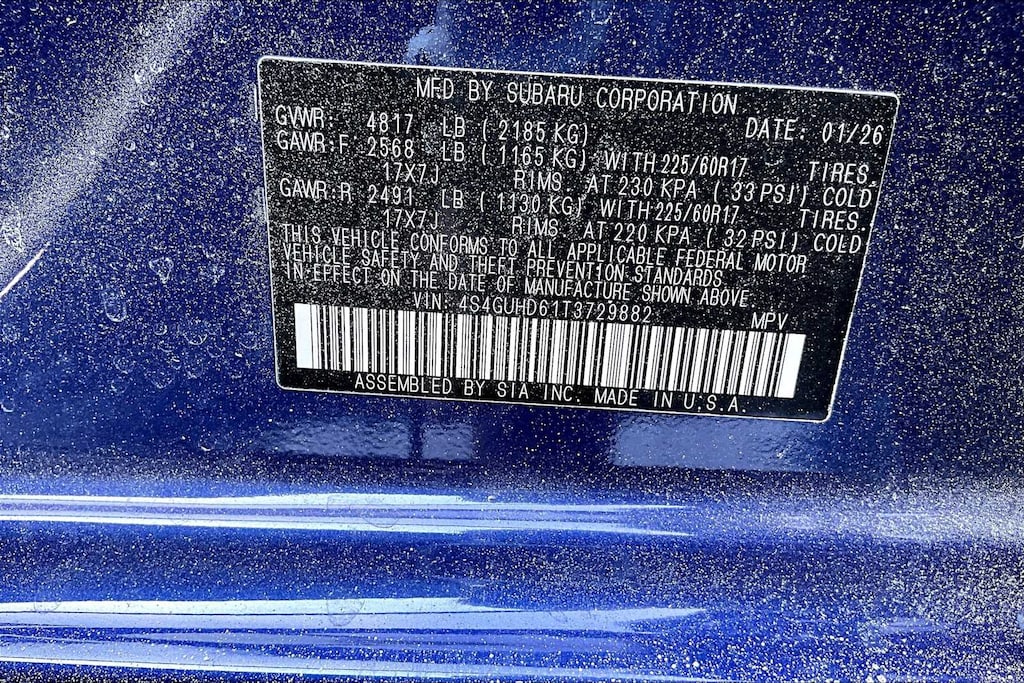 MFD BY SUBARU CORPORATION
GVWR 4817 LB ( 2185 KG) DATE: 01/26
GAWR:F 2568 LB ( 1165 KG) WITH 225/60R17 TIRES.
17X7J RIMS. AT 230 KPA ( 33 PSI) COLD
GAWR:R 2491 LB ( 1130 KG) WITH 225/60R17 TIRES.
17X7J RIMS. AT 220 KPA ( 32 PSI) COLD
THIS VEHICLE CONFORMS TO ALL APPLICABLE FEDERAL MOTOR
VEHICLE SAFETY AND THEFT PREVENTION STANDARDS
IN EFFECT ON THE DATE OF MANUFACTURE SHOWN ABOVE.
VIN: 4S4GUHD61T3729882 MPV
ASSEMBLED BY SIA INC. MADE IN U.S.A.